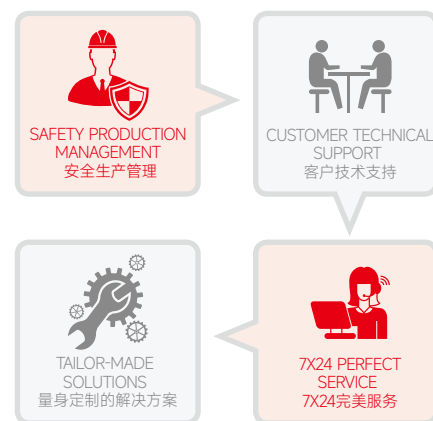 SAFETY PRODUCTION
MANAGEMENT
安全生产管理
CUSTOMER TECHNICAL
SUPPORT
客户技术支持
TAILOR-MADE
SOLUTIONS
量身定制的解决方案
7X24 PERFECT
SERVICE
7X24完美服务